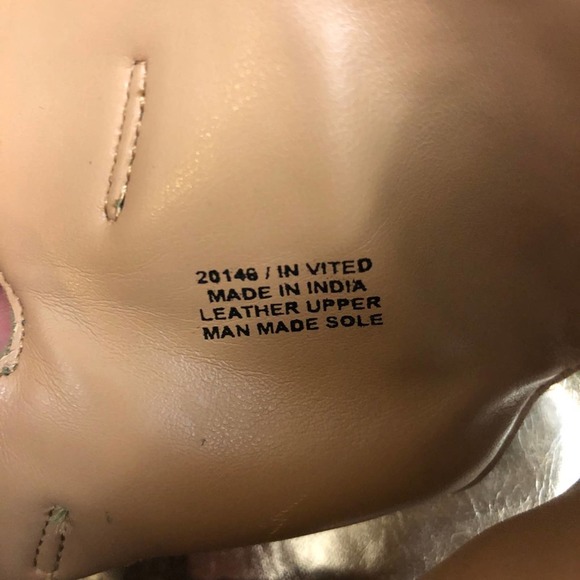 20146 / IN VITED
MADE IN INDIA
LEATHER UPPER
MAN MADE SOLE